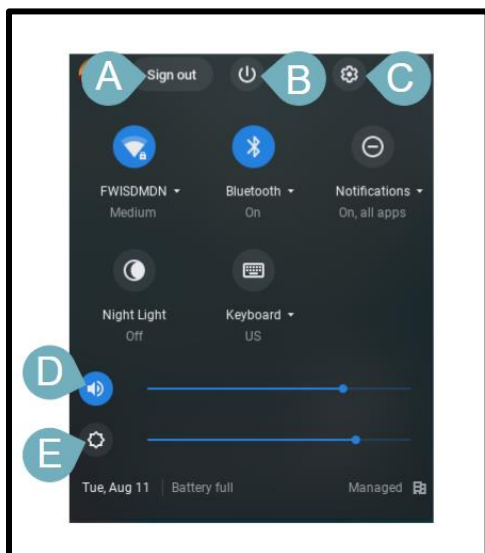 A Sign out B C
FWISDMDN Bluetooth Notifications
Medium On On, all apps
Night Light Keyboard
Off US
D
E
Tue, Aug 11 Battery full Managed